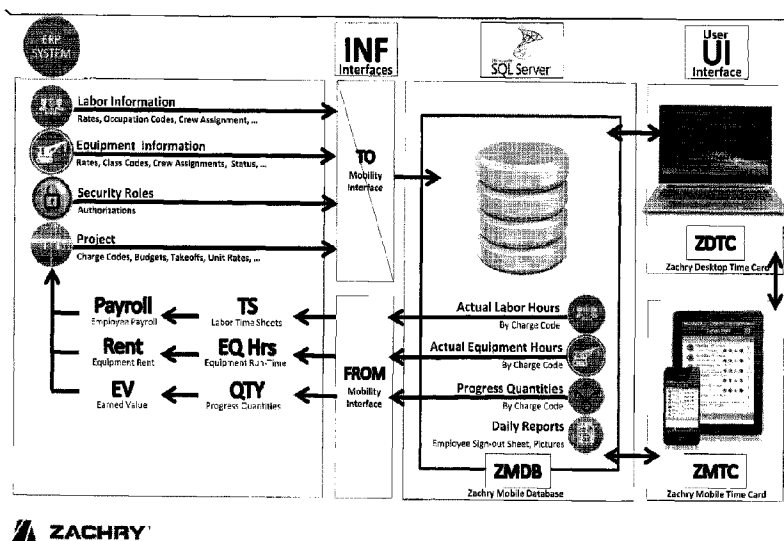 ERP
SYSTEM
INF
Interfaces
SQL Server
User
UI
Interface
Labor Information
Rates, Occupation Codes, Crew Assignment, ...
Equipment Information
Rates, Class Codes, Crew Assignments, Status, ...
Security Roles
Authorizations
Project
Charge Codes, Budgets, Takeoffs, Unit Rates, ...
TO
Mobility
Interface
ZDTC
Zachry Desktop Time Card
Payroll
Employee Payroll
TS
Labor Time Sheets
Rent
Equipment Rent
EQ Hrs
Equipment Run-Time
EV
Earned Value
QTY
Progress Quantities
FROM
Mobility
Interface
Actual Labor Hours
By Charge Code
Actual Equipment Hours
By Charge Code
Progress Quantities
By Charge Code
Daily Reports
Employee Sign-out Sheet, Pictures
ZMDB
Zachry Mobile Database
ZMTC
Zachry Mobile Time Card
ZACHRY